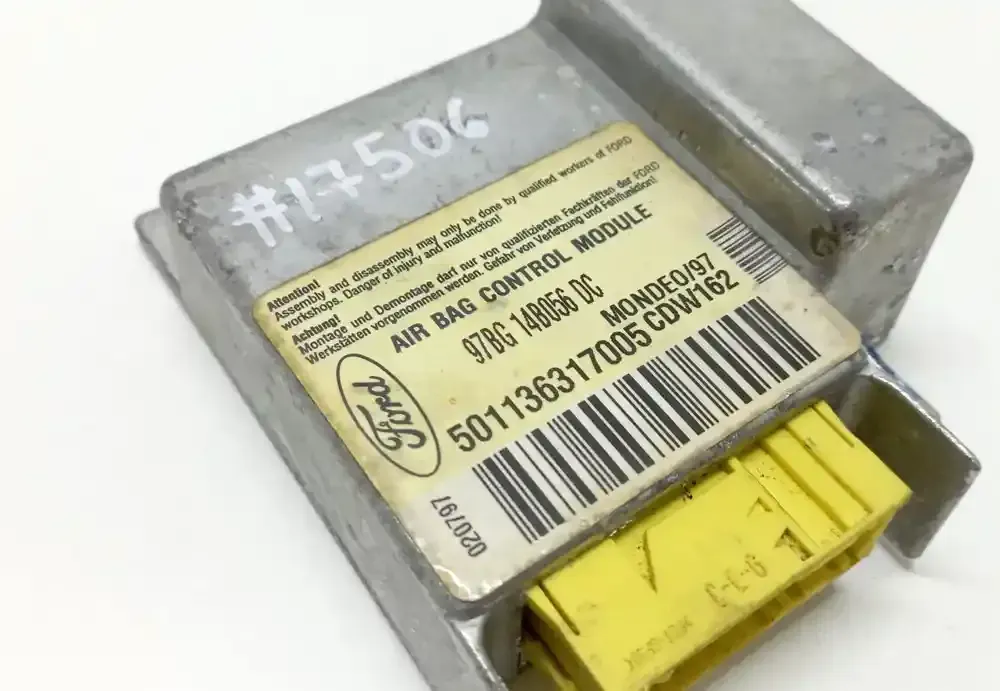 #17506
Attention!
Assembly and disassembly may only be done by qualified workers of FORD
workshops. Danger of injury and malfunction!
Achtung!
Montage und Demontage darf nur von qualifizierten Fachkräften der FORD
Werkstätten vorgenommen werden. Gefahr von Verletzung und Fehlfunktion!
AIR BAG CONTROL MODULE
97BG 14B056 DC
MONDEO/97
501136317005 CDW162
Ford
020797